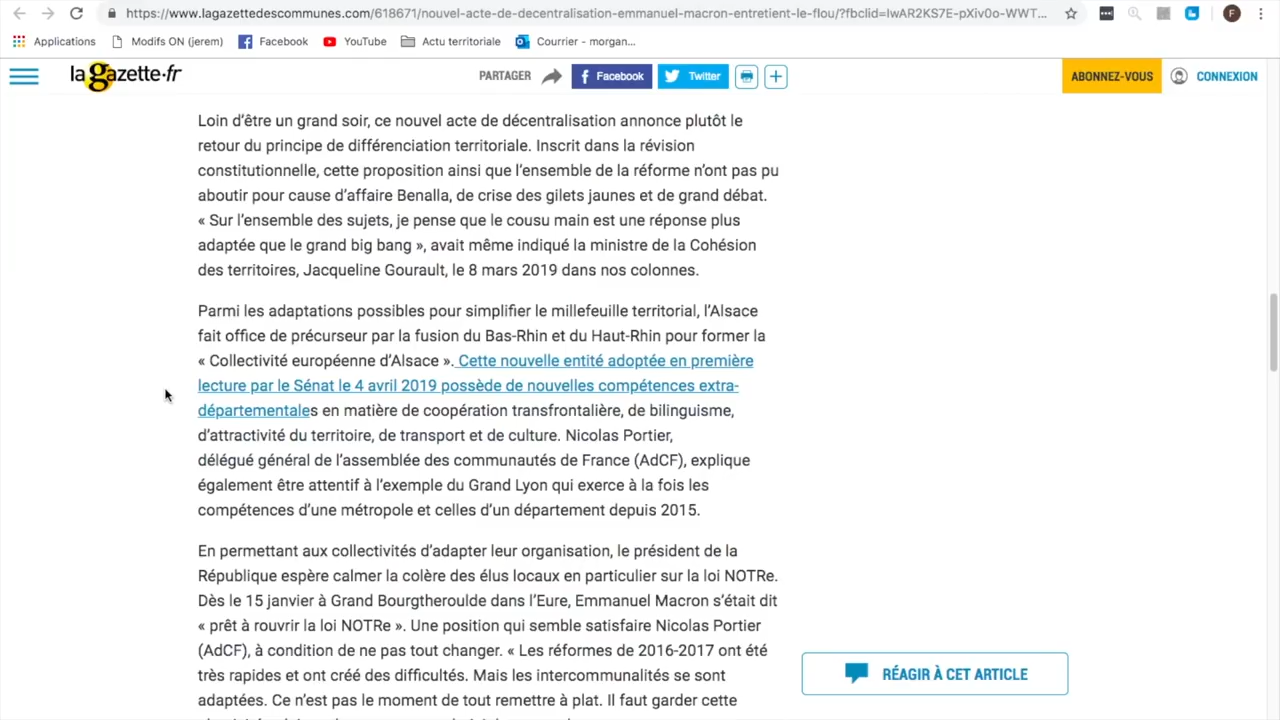 https://www.lagazettedescommunes.com/618671/nouvel-acte-de-decentralisation-emmanuel-macron-entretient-le-flou/?fbclid=IwAR2KS7E-pXiv0o-WWT...
F
Applications Modifs ON (jerem) Facebook YouTube Actu territoriale Courrier - morgan...
la gazette.fr PARTAGER Facebook Twitter ABONNEZ-VOUS CONNEXION
Loin d'être un grand soir, ce nouvel acte de décentralisation annonce plutôt le
retour du principe de différenciation territoriale. Inscrit dans la révision
constitutionnelle, cette proposition ainsi que l'ensemble de la réforme n'ont pas pu
aboutir pour cause d'affaire Benalla, de crise des gilets jaunes et de grand débat.
« Sur l'ensemble des sujets, je pense que le cousu main est une réponse plus
adaptée que le grand big bang », avait même indiqué la ministre de la Cohésion
des territoires, Jacqueline Gourault, le 8 mars 2019 dans nos colonnes.
Parmi les adaptations possibles pour simplifier le millefeuille territorial, l'Alsace
fait office de précurseur par la fusion du Bas-Rhin et du Haut-Rhin pour former la
« Collectivité européenne d'Alsace ». Cette nouvelle entité adoptée en première
lecture par le Sénat le 4 avril 2019 possède de nouvelles compétences extra-
départementales en matière de coopération transfrontalière, de bilinguisme,
d'attractivité du territoire, de transport et de culture. Nicolas Portier,
délégué général de l'assemblée des communautés de France (AdCF), explique
également être attentif à l'exemple du Grand Lyon qui exerce à la fois les
compétences d'une métropole et celles d'un département depuis 2015.
En permettant aux collectivités d'adapter leur organisation, le président de la
République espère calmer la colère des élus locaux en particulier sur la loi NOTRe.
Dès le 15 janvier à Grand Bourgtheroulde dans l'Eure, Emmanuel Macron s'était dit
« prêt à rouvrir la loi NOTRe ». Une position qui semble satisfaire Nicolas Portier
(AdCF), à condition de ne pas tout changer. « Les réformes de 2016-2017 ont été
très rapides et ont créé des difficultés. Mais les intercommunalités se sont
adaptées. Ce n'est pas le moment de tout remettre à plat. Il faut garder cette
RÉAGIR À CET ARTICLE